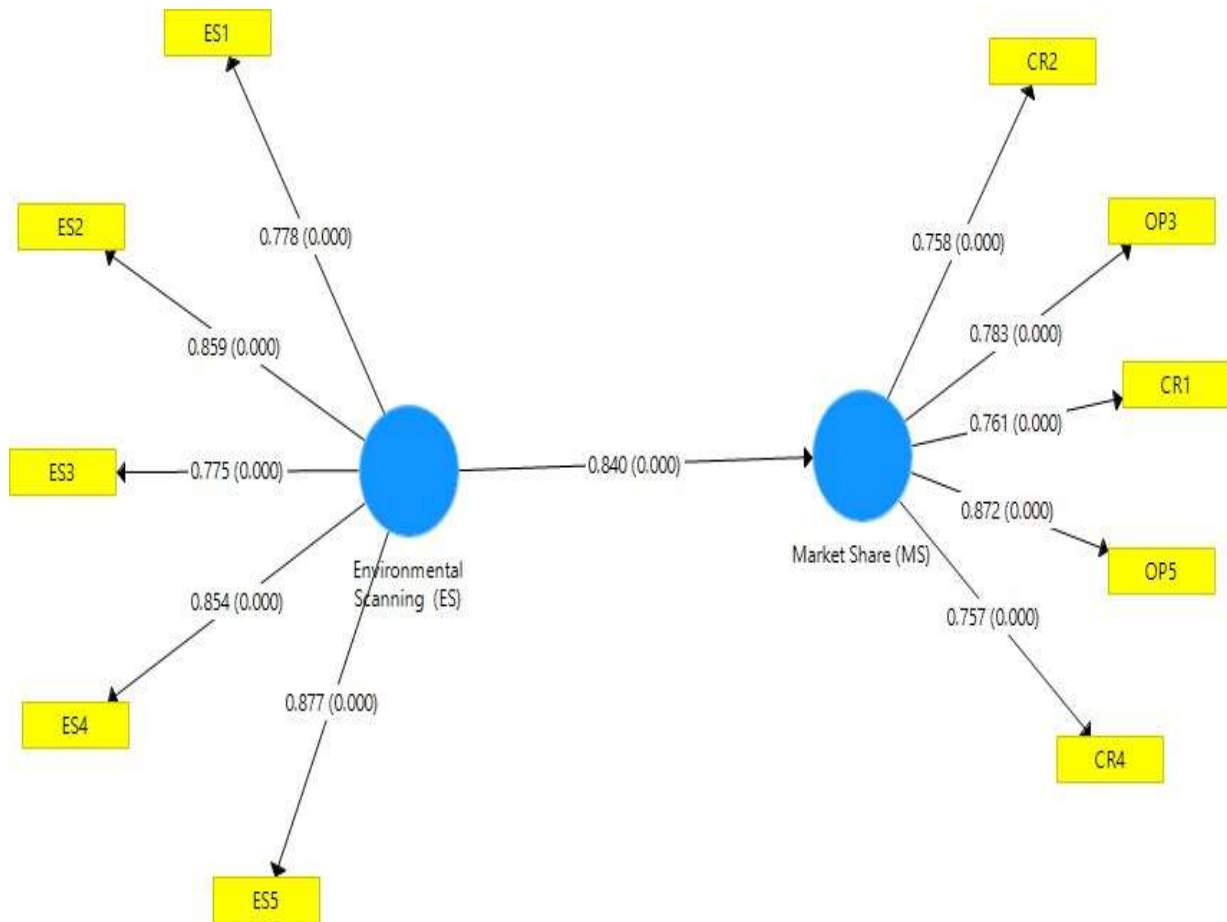 ES1
CR2
ES2
OP3
0.778 (0.000)
0.758 (0.000)
0.859 (0.000)
0.783 (0.000)
CR1
0.761 (0.000)
ES3
0.775 (0.000)
0.840 (0.000)
0.872 (0.000)
Market Share (MS)
OP5
Environmental
Scanning (ES)
0.854 (0.000)
0.757 (0.000)
0.877 (0.000)
ES4
CR4
ES5